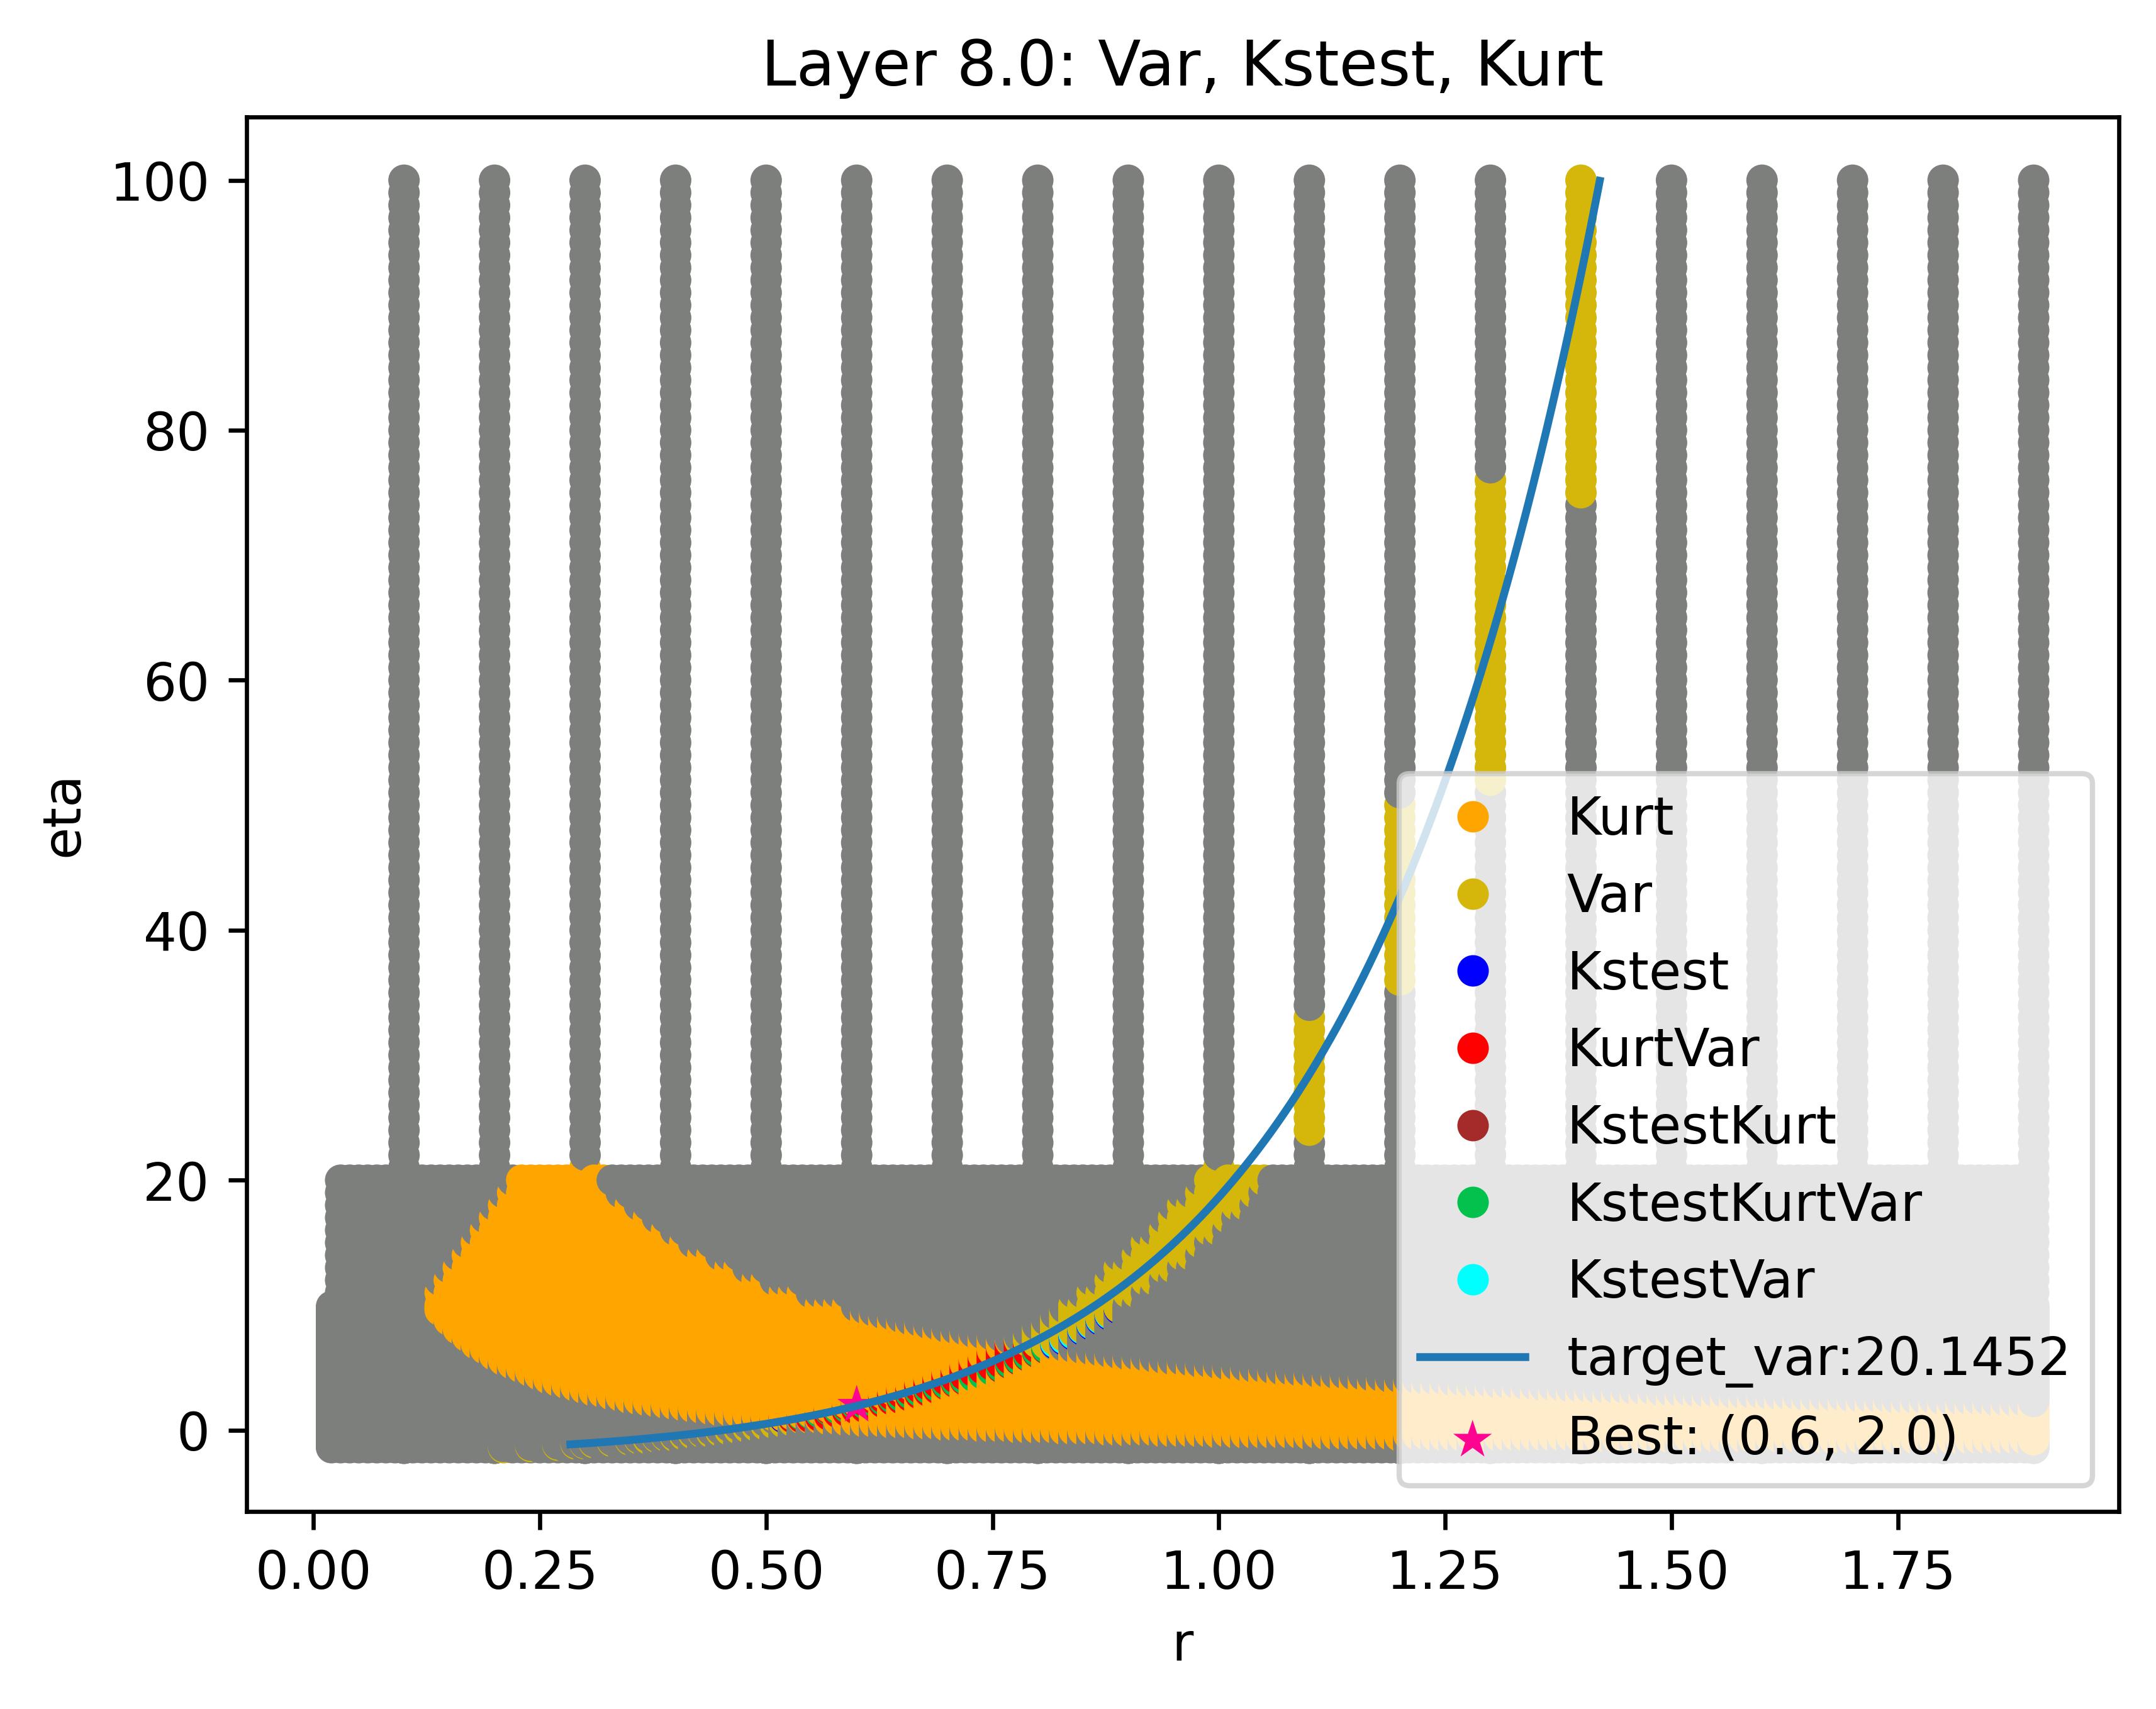 Layer 8.0: Var, Kstest, Kurt
100
80
60
40
20
0
eta
Kurt
Var
Kstest
KurtVar
KstestKurt
KstestKurtVar
KstestVar
target_var:20.1452
Best: (0.6, 2.0)
0.00 0.25 0.50 0.75 1.00 1.25 1.50 1.75
r